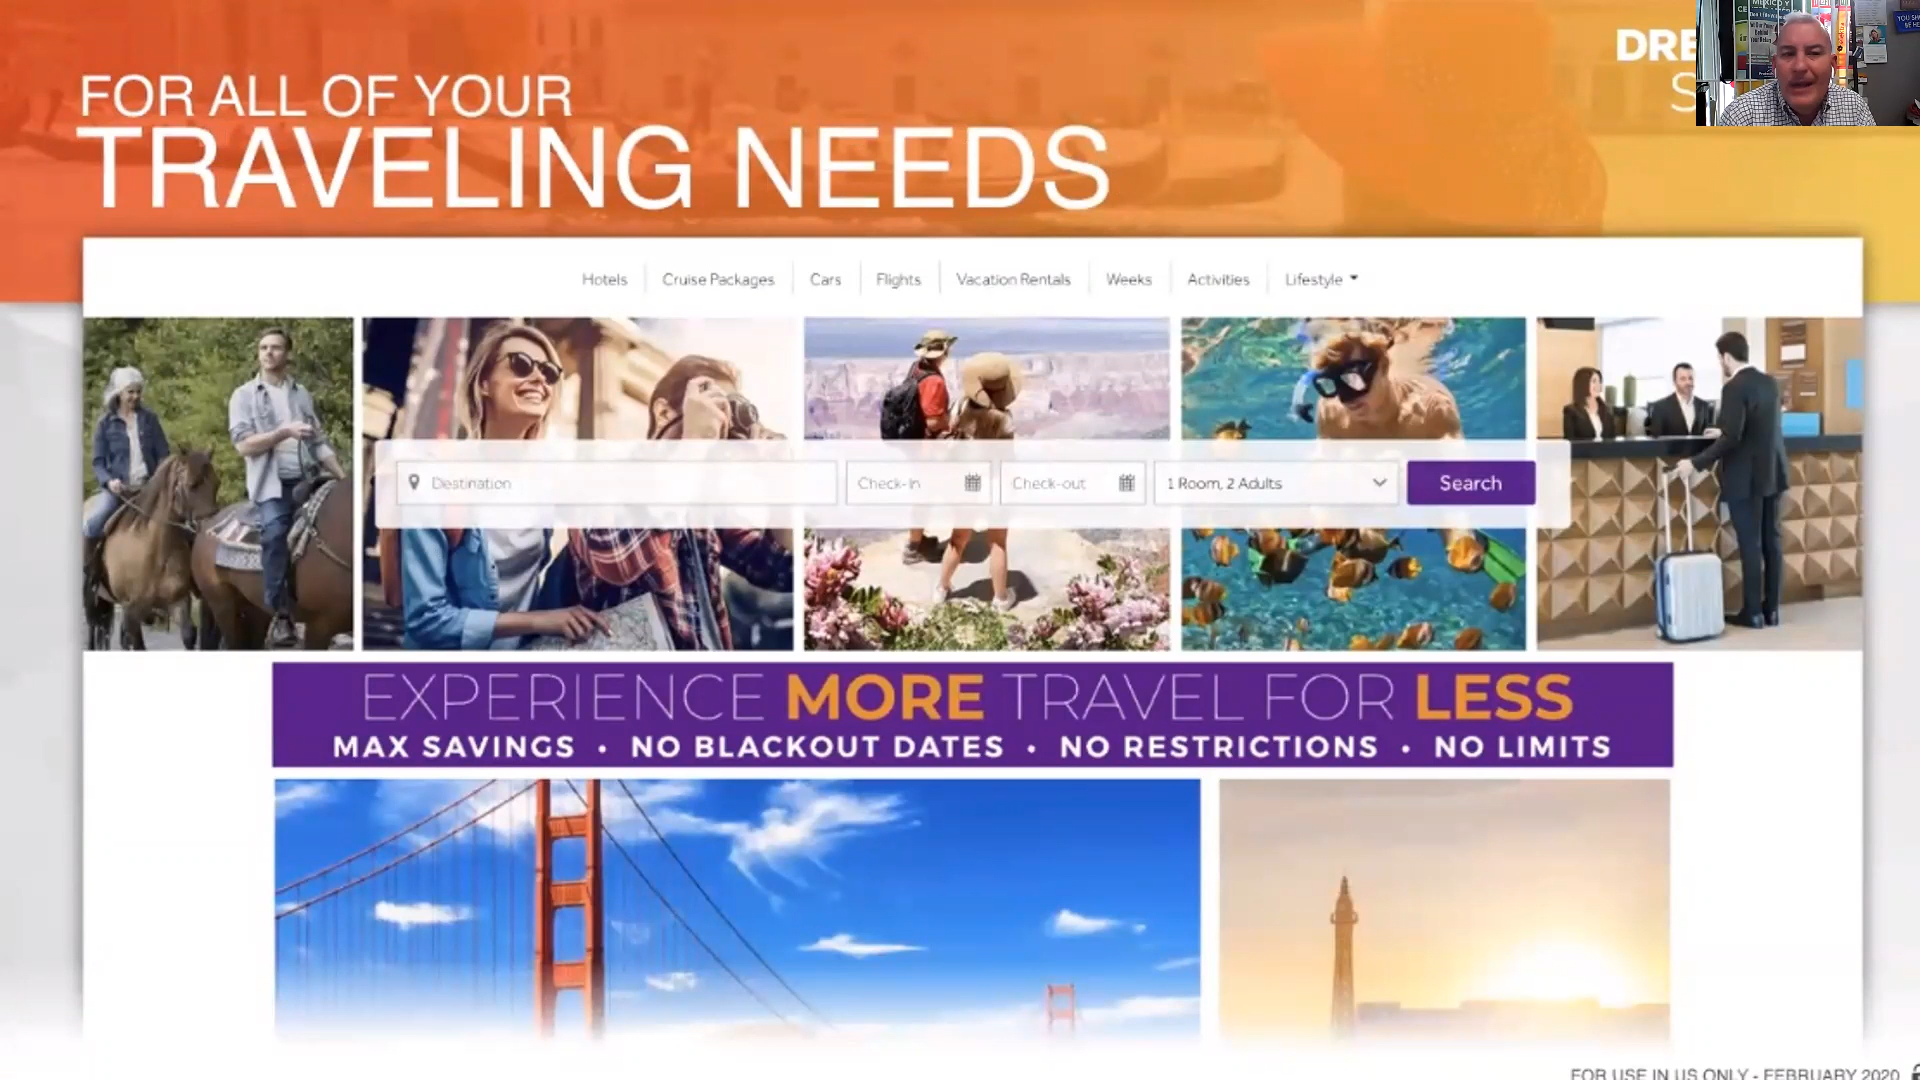 FOR ALL OF YOUR
TRAVELING NEEDS
DRE
S
MEXICO Y
Hotels
Cruise Packages
Cars
Flights
Vacation Rentals
Weeks
Activities
Lifestyle
Destination
Check-in
Check-out
1 Room, 2 Adults
Search
EXPERIENCE MORE TRAVEL FOR LESS
MAX SAVINGS • NO BLACKOUT DATES • NO RESTRICTIONS • NO LIMITS
FOR USE IN US ONLY - FEBRUARY 2020